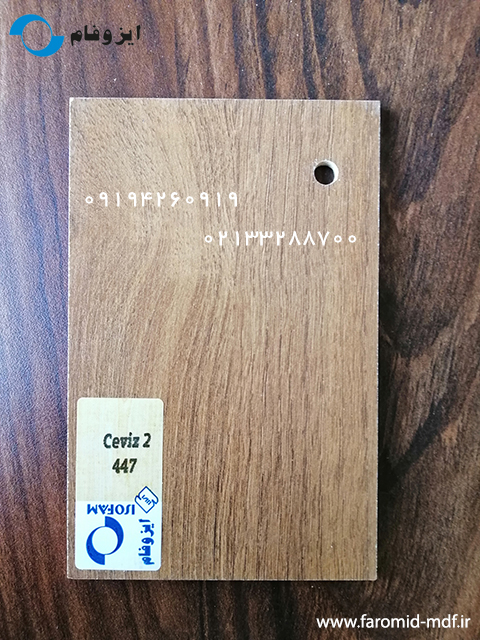 ایزوفام
۰۹۱۹۴۲۶۰۹۱۹
۰۲۱۳۳۲۸۸۷۰۰
Ceviz 2
447
ISOFAM
ایزوفام
www.faromid-mdf.ir